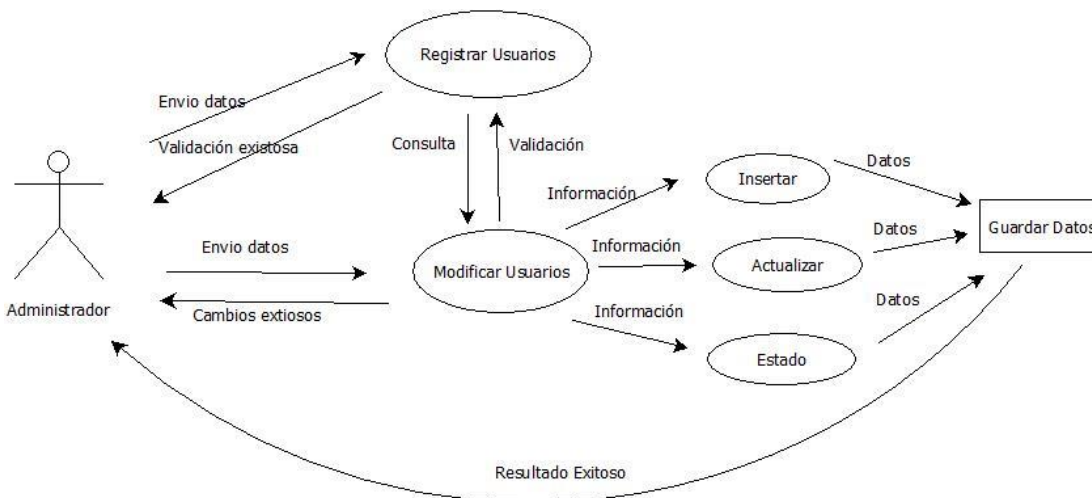 Registrar Usuarios
Envio datos
Validación existosa
Consulta
Validación
Datos
Información
Insertar
Guardar Datos
Datos
Envio datos
Información
Modificar Usuarios
Actualizar
Administrador
Cambios extiosos
Información
Datos
Estado
Resultado Exitoso